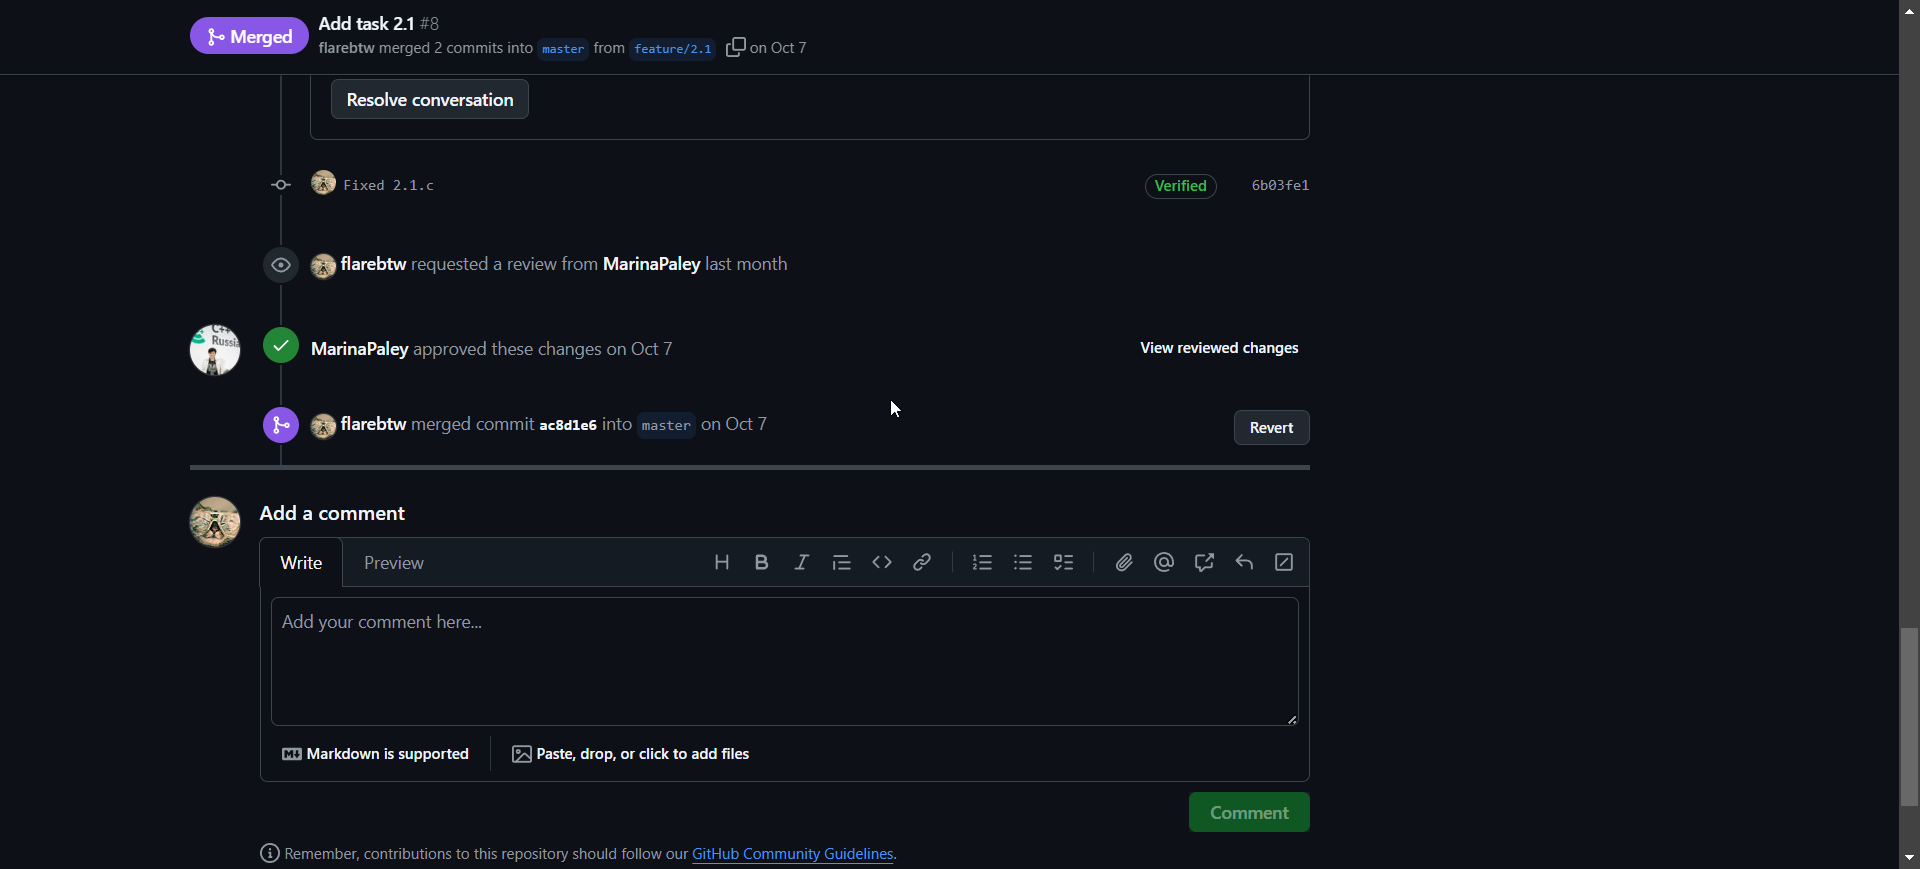 Merged
Add task 2.1 #8
flarebtw merged 2 commits into master from feature/2.1 on Oct 7
Resolve conversation
Fixed 2.1.c Verified 6b03fe1
flarebtw requested a review from MarinaPaley last month
C++
Russia
MarinaPaley approved these changes on Oct 7 View reviewed changes
flarebtw merged commit ac8d1e6 into master on Oct 7 Revert
Add a comment
Write Preview
Add your comment here...
Markdown is supported Paste, drop, or click to add files
Comment
Remember, contributions to this repository should follow our GitHub Community Guidelines.